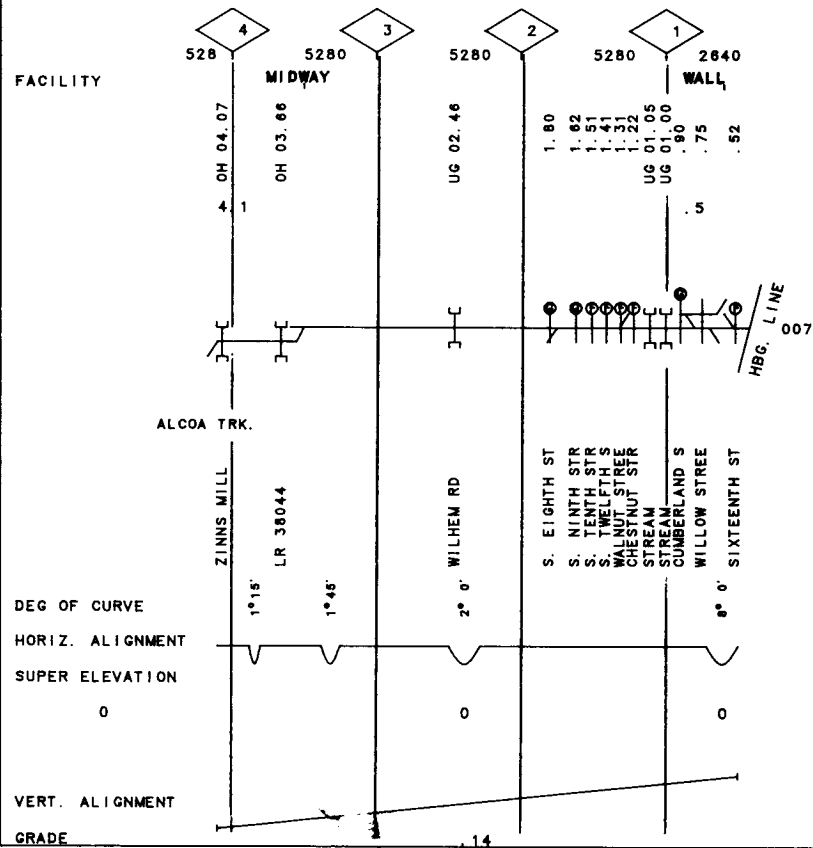 4 3 2 1
528 5280 5280 5280 2640
FACILITY MIDWAY WALL
OH 04.07
OH 03.66
UG 02.46
1.80
1.62
1.51
1.41
1.31
1.22
UG 01.05
UG 01.00
.90
.75
.52
4.1 .5
HBG. LINE
007
ALCOA TRK.
ZINNS MILL
LR 38044
WILHEM RD
S. EIGHTH ST
S. NINTH STR
S. TENTH STR
S. TWELFTH S
WALNUT STREE
CHESTNUT STR
STREAM
STREAM
CUMBERLAND S
WILLOW STREE
SIXTEENTH ST
DEG OF CURVE 1°15' 1°45' 2° 0' 8° 0'
HORIZ. ALIGNMENT
SUPER ELEVATION
0 0 0
VERT. ALIGNMENT
GRADE .14